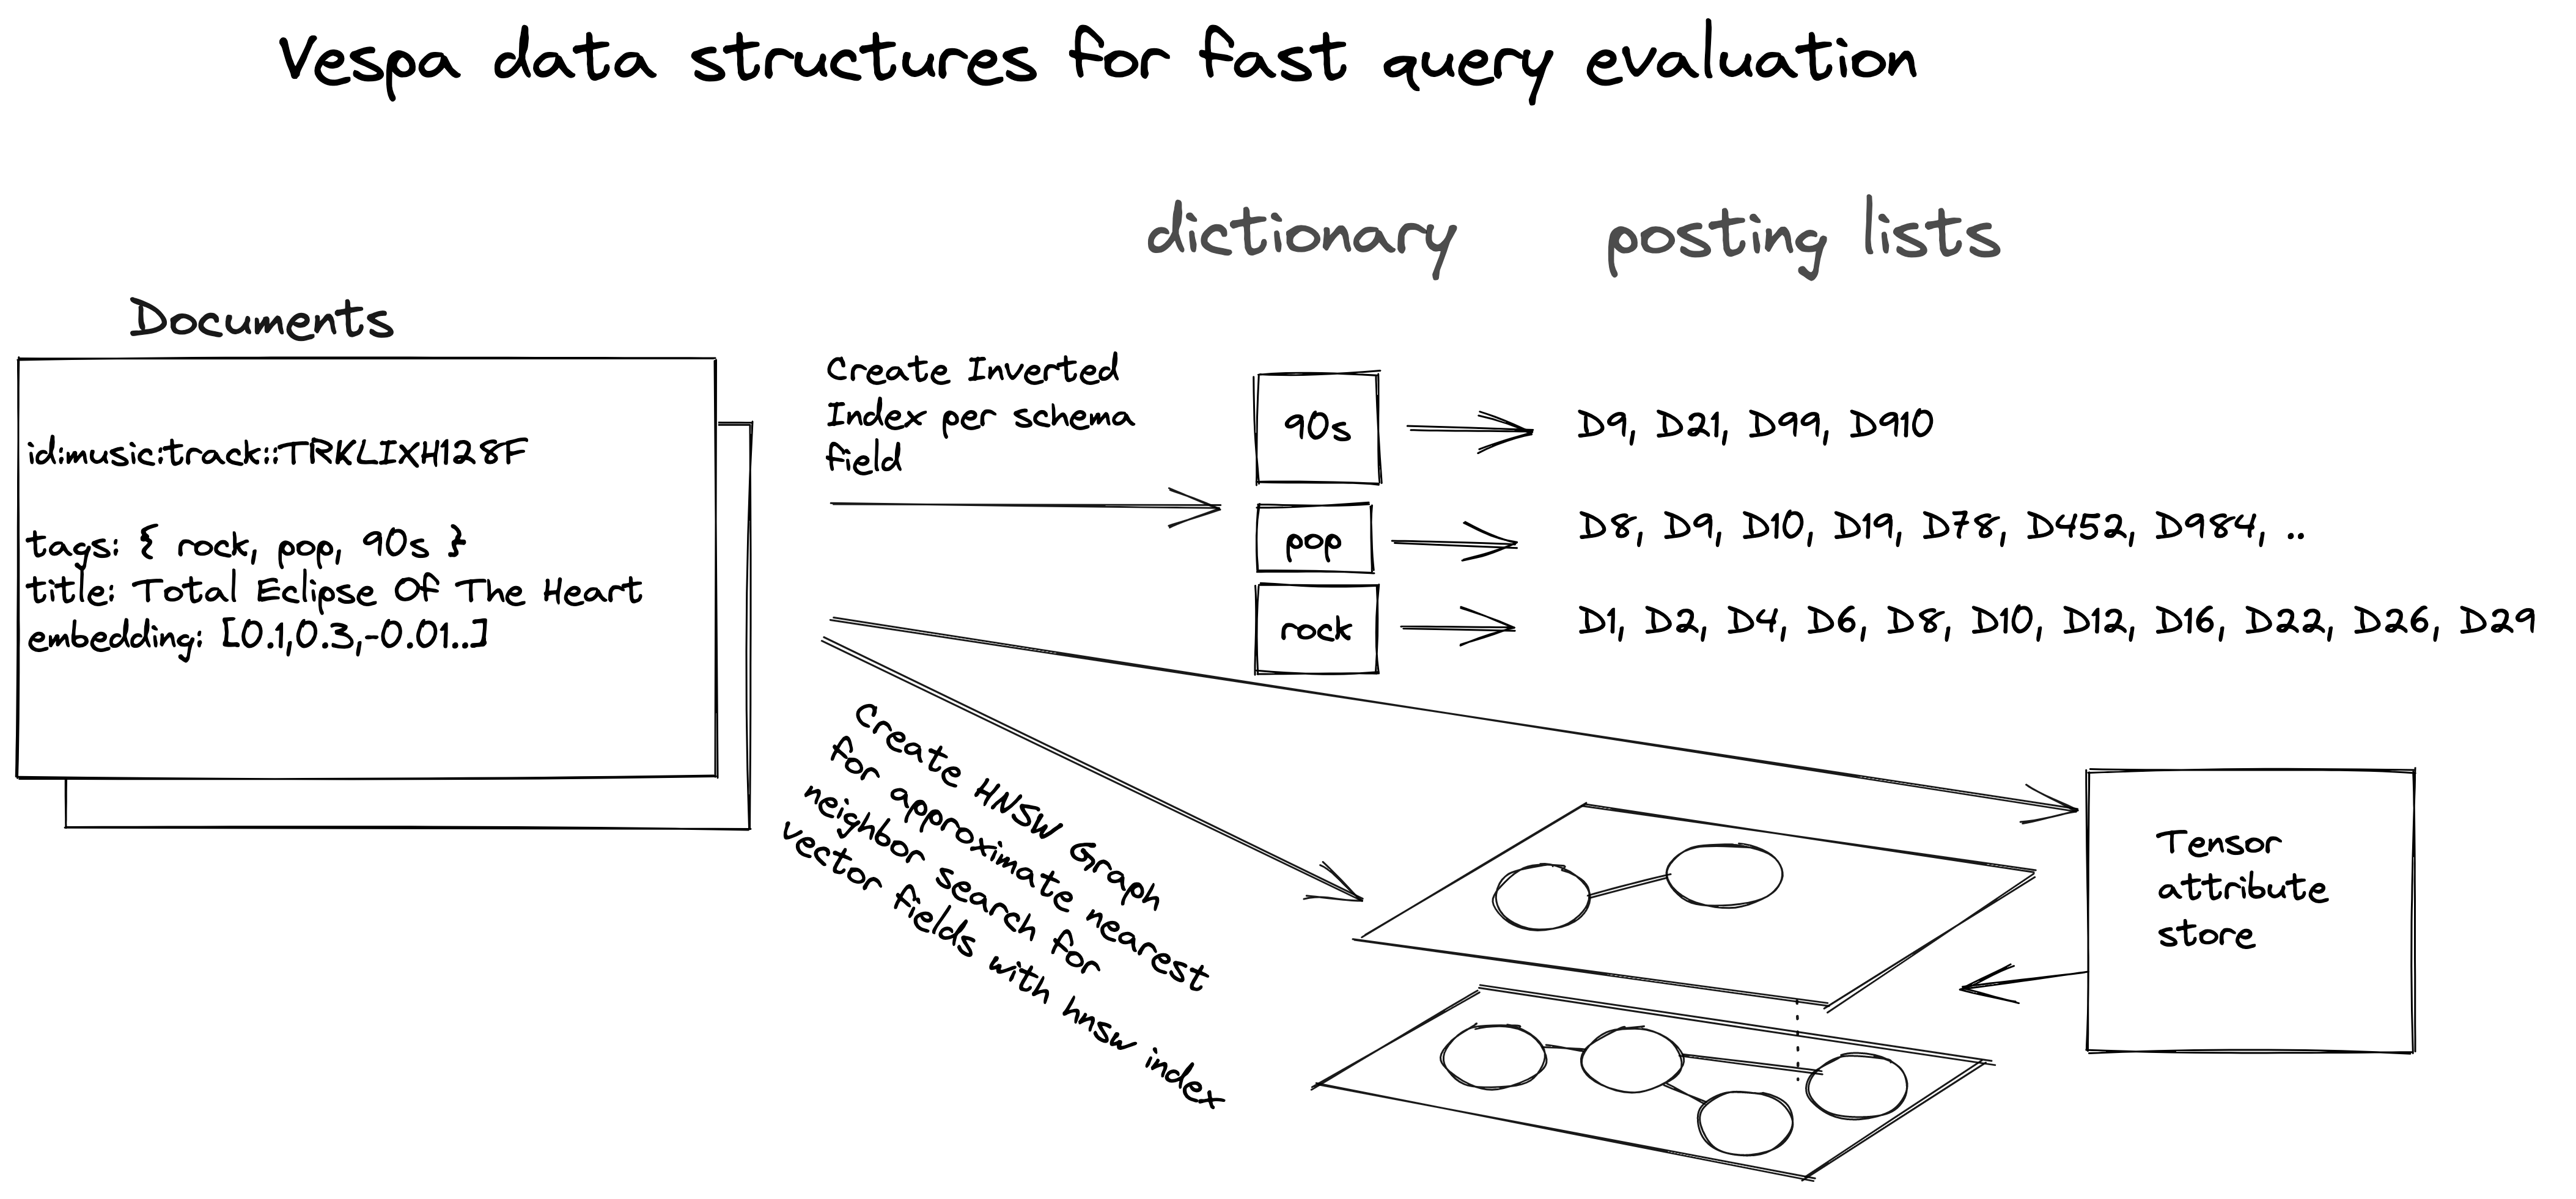 Vespa data structures for fast query evaluation
dictionary
posting lists
Documents
id:music:track::TRKLIXH128F
tags: { rock, pop, 90s }
title: Total Eclipse Of The Heart
embedding: [0.1,0.3,-0.01..]
Create Inverted
Index per schema
field
90s
D9, D21, D99, D910
pop
D8, D9, D10, D19, D78, D452, D984, ..
rock
D1, D2, D4, D6, D8, D10, D12, D16, D22, D26, D29
Create HNSW Graph
for approximate nearest
neighbor search for
vector fields with hnsw index
Tensor
attribute
store